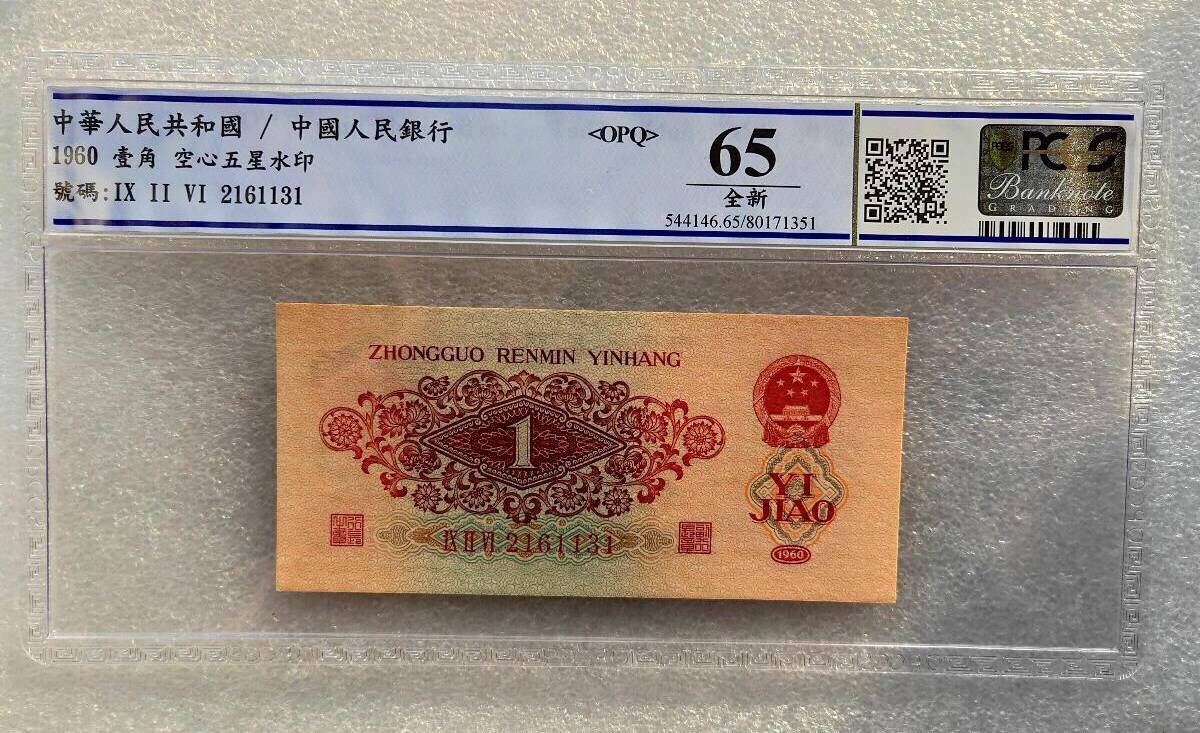 中華人民共和國 / 中國人民銀行
1960 壹角 空心五星水印
號碼:IX II VI 2161131
<OPQ>
65
全新
544146.65/80171351
PCGS
Banknote
GRADING
ZHONGGUO RENMIN YINHANG
1
YI
JIAO
IX II VI 2161131
1960